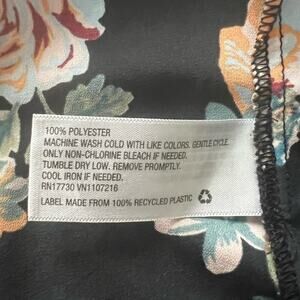 100% POLYESTER
MACHINE WASH COLD WITH LIKE COLORS. GENTLE CYCLE.
ONLY NON-CHLORINE BLEACH IF NEEDED.
TUMBLE DRY LOW. REMOVE PROMPTLY.
COOL IRON IF NEEDED.
RN17730 VN1107216
LABEL MADE FROM 100% RECYCLED PLASTIC